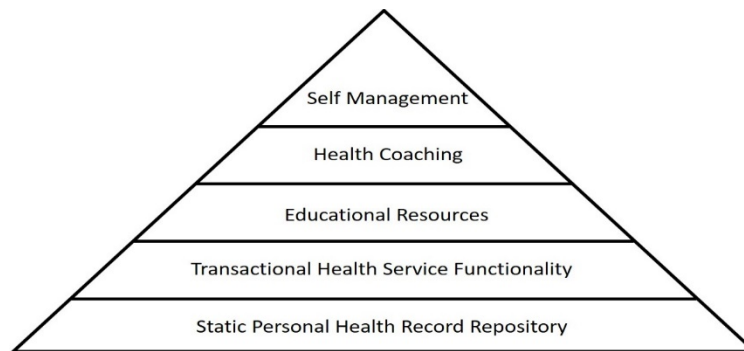 Self Management
Health Coaching
Educational Resources
Transactional Health Service Functionality
Static Personal Health Record Repository